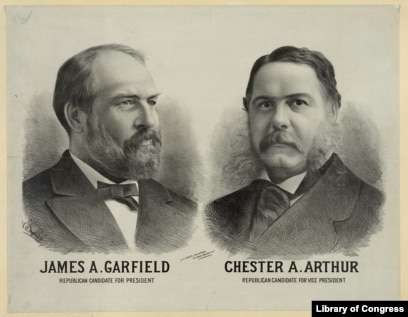 JAMES A. GARFIELD
REPUBLICAN CANDIDATE FOR PRESIDENT
CHESTER A. ARTHUR
REPUBLICAN CANDIDATE FOR VICE PRESIDENT
Library of Congress